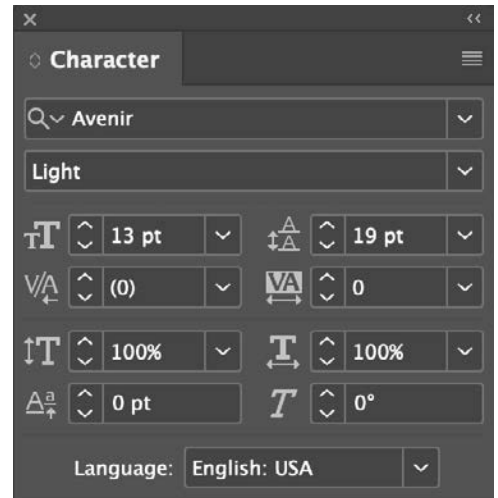 Character
Avenir
Light
13 pt 19 pt
(0) 0
100% 100%
0 pt 0°
Language: English: USA